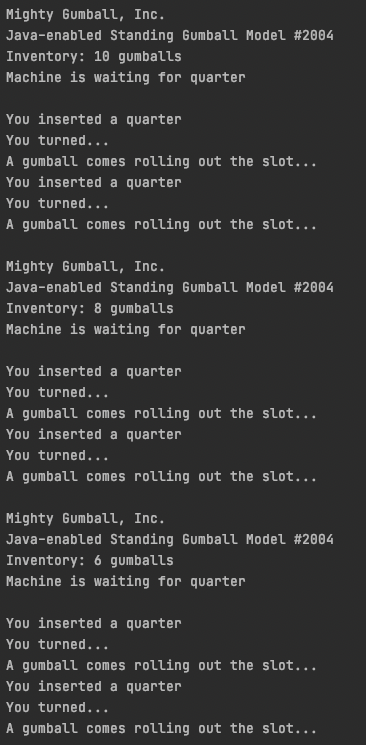 Mighty Gumball, Inc.
Java-enabled Standing Gumball Model #2004
Inventory: 10 gumballs
Machine is waiting for quarter
You inserted a quarter
You turned...
A gumball comes rolling out the slot...
You inserted a quarter
You turned...
A gumball comes rolling out the slot...
Mighty Gumball, Inc.
Java-enabled Standing Gumball Model #2004
Inventory: 8 gumballs
Machine is waiting for quarter
You inserted a quarter
You turned...
A gumball comes rolling out the slot...
You inserted a quarter
You turned...
A gumball comes rolling out the slot...
Mighty Gumball, Inc.
Java-enabled Standing Gumball Model #2004
Inventory: 6 gumballs
Machine is waiting for quarter
You inserted a quarter
You turned...
A gumball comes rolling out the slot...
You inserted a quarter
You turned...
A gumball comes rolling out the slot...